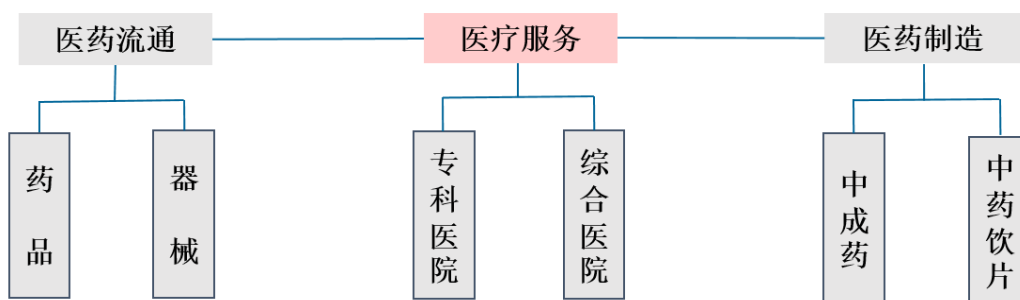 医药流通
医疗服务
医药制造
药品
器械
专科医院
综合医院
中成药
中药饮片